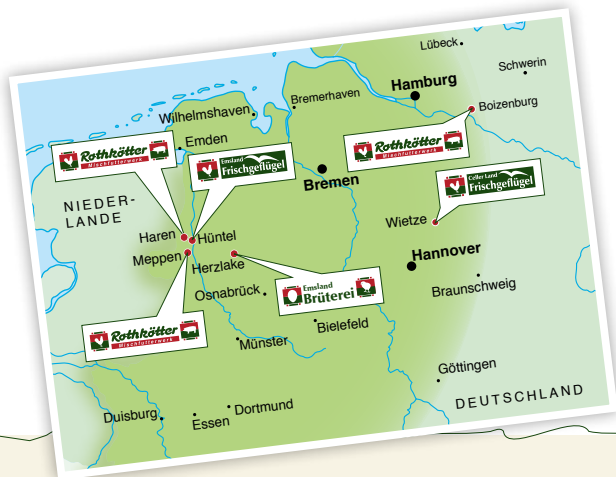 Lübeck
Schwerin
Hamburg
Boizenburg
Bremerhaven
Wilhelmshaven
Emden
Rothkötter
Mischfutterwerk
Emsland
Frischgeflügel
Rothkötter
Mischfutterwerk
Celler Land
Frischgeflügel
Bremen
NIEDER-
LANDE
Wietze
Haren
Hüntel
Meppen
Herzlake
Hannover
Osnabrück
Emsland
Brüterei
Braunschweig
Rothkötter
Mischfutterwerk
Bielefeld
Münster
Göttingen
DEUTSCHLAND
Duisburg
Essen
Dortmund